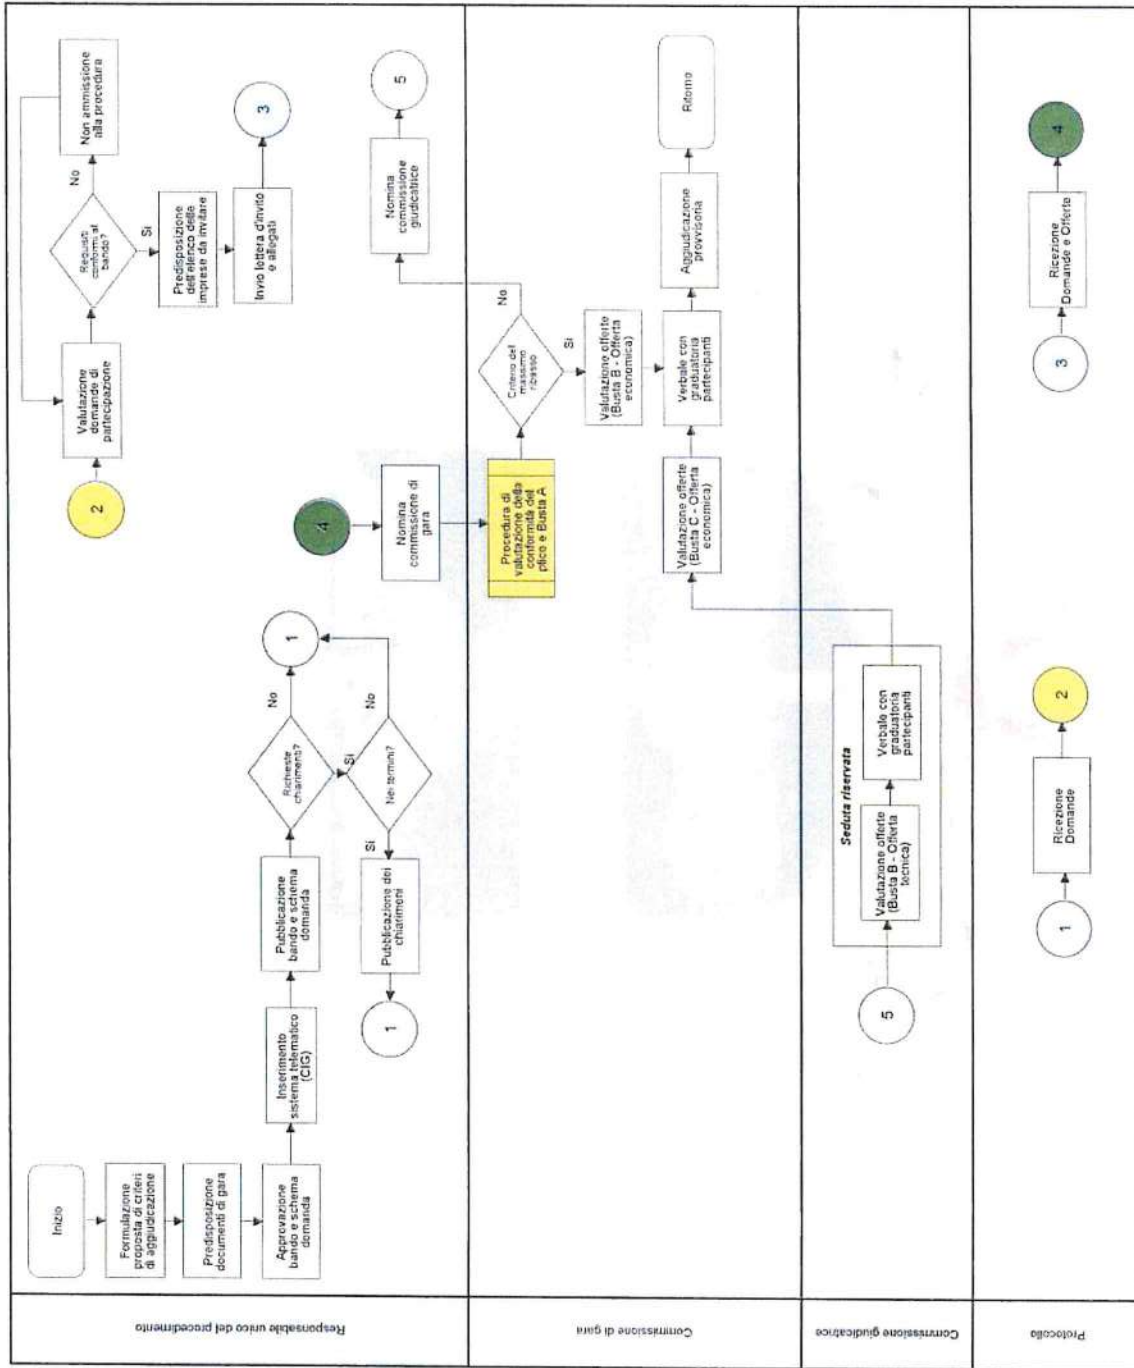 Responsabile unico del procedimento
Inizio
Formulazione
proposta di criteri
di aggiudicazione
Predisposizione
documenti di gara
Approvazione
bando e schema
domanda
Inserimento
sistema telematico
(CIG)
Pubblicazione
bando e schema
domanda
Richieste
chiarimenti?
No
1
Si
Nei termini?
No
Si
Pubblicazione dei
chiarimeni
1
4
Nomina
commissione di
gara
2
Valutazione
domande di
partecipazione
Requisiti
conformi al
bando?
No
Non ammissione
alla procedura
Si
Predisposizione
dell'elenco delle
imprese da invitare
Invio lettera d'invito
e allegati
3
Nomina
commissione
giudicatrice
5
Commissione di gara
Procedura di
valutazione della
conformità del
plico e Busta A
Criterio del
massimo
ribasso
No
Si
Valutazione offerte
(Busta B - Offerta
economica)
Valutazione offerte
(Busta C - Offerta
economica)
Verbale con
graduatoria
partecipanti
Aggiudicazione
provvisoria
Ritorno
Commissione giudicatrice
5
Seduta riservata
Valutazione offerte
(Busta B - Offerta
tecnica)
Verbale con
graduatoria
partecipanti
Protocollo
1
Ricezione
Domande
2
3
Ricezione
Domande e Offerte
4